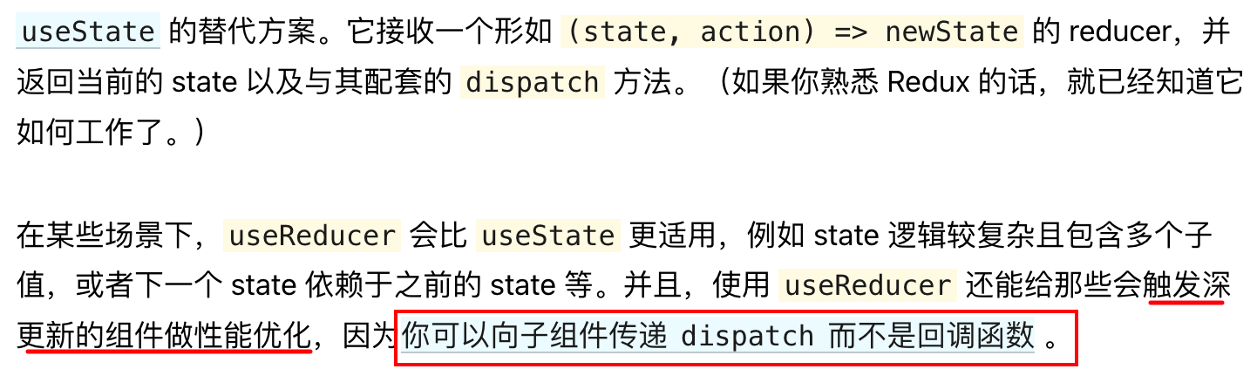 useState 的替代方案。它接收一个形如 (state, action) => newState 的 reducer，并
返回当前的 state 以及与其配套的 dispatch 方法。（如果你熟悉 Redux 的话，就已经知道它
如何工作了。）
在某些场景下，useReducer 会比 useState 更适用，例如 state 逻辑较复杂且包含多个子
值，或者下一个 state 依赖于之前的 state 等。并且，使用 useReducer 还能给那些会触发深
更新的组件做性能优化，因为你可以向子组件传递 dispatch 而不是回调函数 。